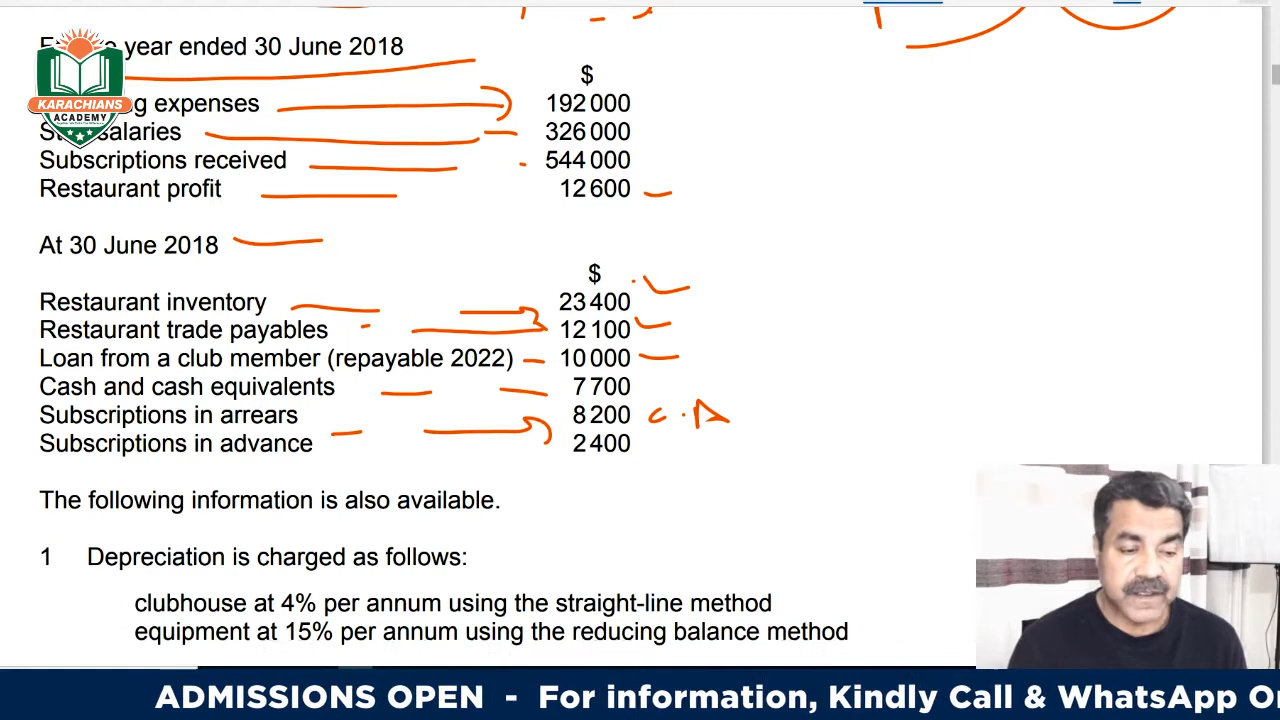 year ended 30 June 2018
$
expenses 192 000
salaries 326 000
Subscriptions received 544 000
Restaurant profit 12 600
At 30 June 2018
$
Restaurant inventory 23 400
Restaurant trade payables 12 100
Loan from a club member (repayable 2022) 10 000
Cash and cash equivalents 7 700
Subscriptions in arrears 8 200 C.A
Subscriptions in advance 2 400
The following information is also available.
1 Depreciation is charged as follows:
clubhouse at 4% per annum using the straight-line method
equipment at 15% per annum using the reducing balance method
KARACHIANS
ACADEMY
ADMISSIONS OPEN - For information, Kindly Call & WhatsApp O